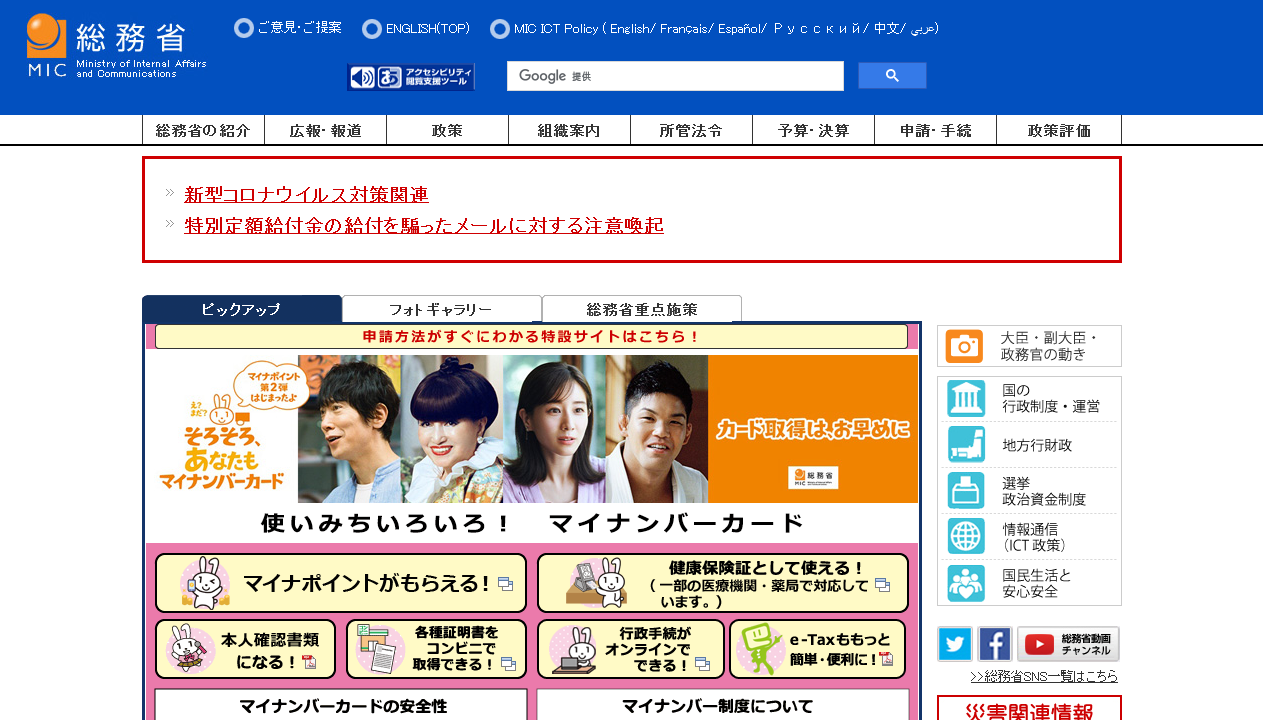 総務省
MIC
Ministry of Internal Affairs
and Communications
ご意見・ご提案
ENGLISH(TOP)
MIC ICT Policy ( English/ Français/ Español/ Русский/ 中文/ عربي)
あ
アクセシビリティ
閲覧支援ツール
Google 提供
総務省の紹介
広報・報道
政策
組織案内
所管法令
予算・決算
申請・手続
政策評価
新型コロナウイルス対策関連
特別定額給付金の給付を騙ったメールに対する注意喚起
ピックアップ
フォトギャラリー
総務省重点施策
申請方法がすぐにわかる特設サイトはこちら！
マイナポイント
第2弾
はじまったよ
え？
まだ？
そろそろ、
あなたも
マイナンバーカード
カード取得は、お早めに
総務省
MIC
使いみちいろいろ！　マイナンバーカード
マイナポイントがもらえる！
健康保険証として使える！
（一部の医療機関・薬局で対応して
います。）
本人確認書類
になる！
各種証明書を
コンビニで
取得できる！
行政手続が
オンラインで
できる！
e-Taxももっと
簡単・便利に！
マイナンバーカードの安全性
マイナンバー制度について
大臣・副大臣・
政務官の動き
国の
行政制度・運営
地方行財政
選挙
政治資金制度
情報通信
（ICT政策）
国民生活と
安心安全
総務省動画
チャンネル
>>総務省SNS一覧はこちら
災害関連情報